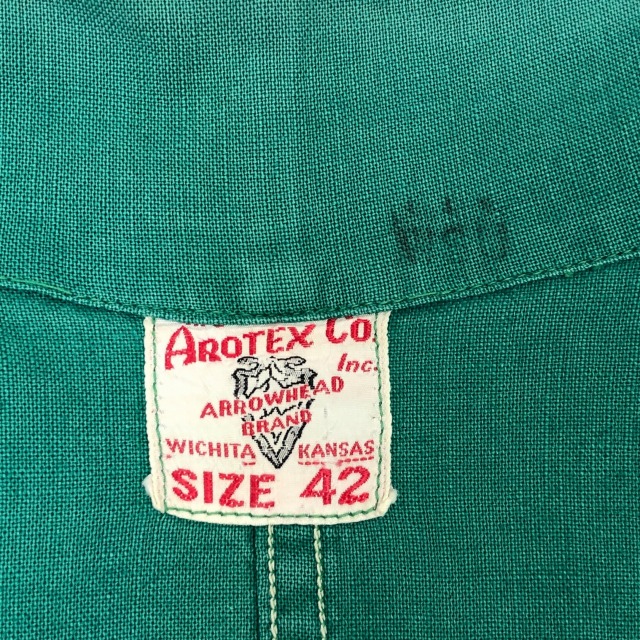 AROTEX CO
Inc.
ARROWHEAD
BRAND
WICHITA KANSAS
SIZE 42